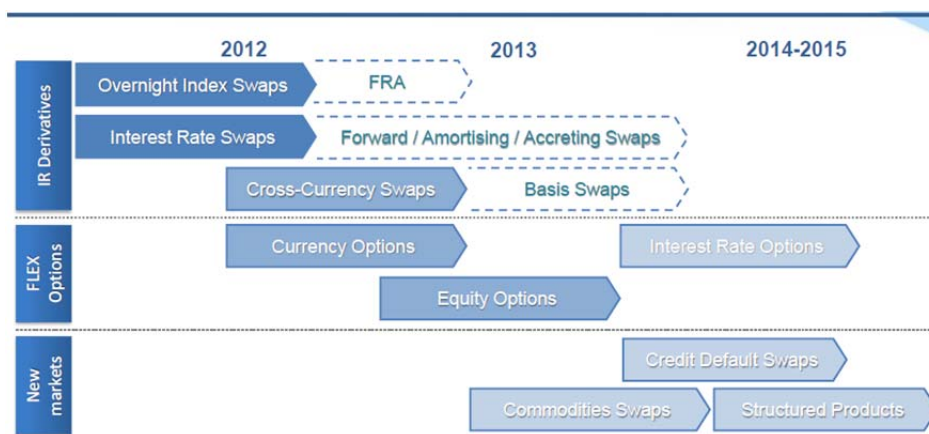 2012
2013
2014-2015
IR Derivatives
Overnight Index Swaps
FRA
Interest Rate Swaps
Forward / Amortising / Accreting Swaps
Cross-Currency Swaps
Basis Swaps
FLEX
Options
Currency Options
Interest Rate Options
Equity Options
New
markets
Credit Default Swaps
Commodities Swaps
Structured Products